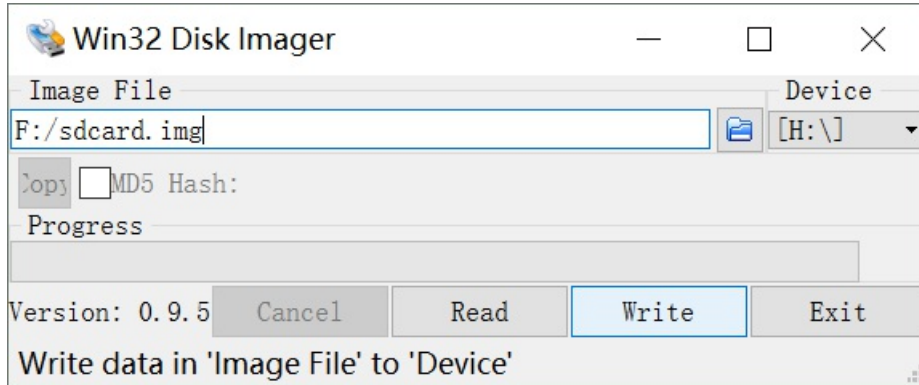 Win32 Disk Imager
Image File
Device
F:/sdcard.img
[H:\]
Copy
MD5 Hash:
Progress
Version: 0.9.5
Cancel
Read
Write
Exit
Write data in 'Image File' to 'Device'